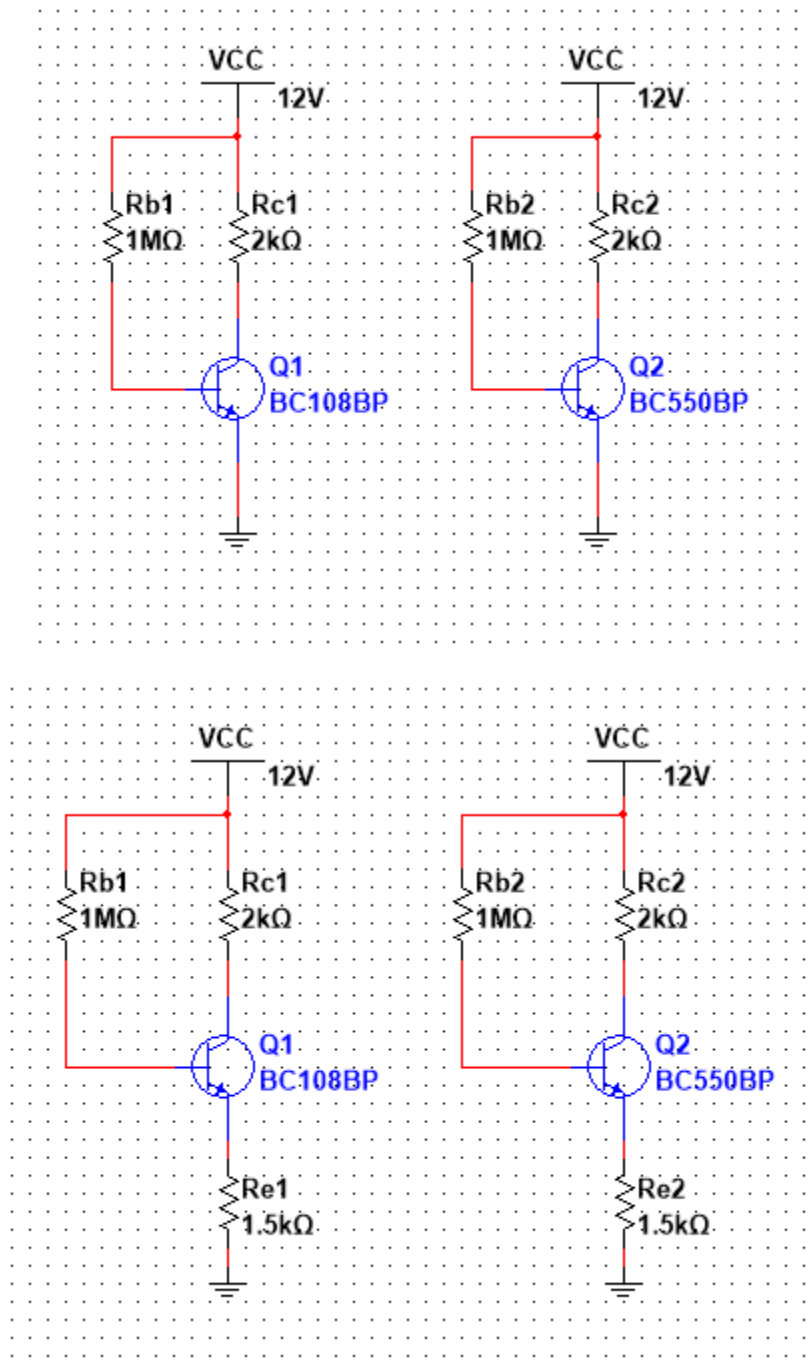 VCC
12V
Rb1
1MΩ
Rc1
2kΩ
Q1
BC108BP
VCC
12V
Rb2
1MΩ
Rc2
2kΩ
Q2
BC550BP
VCC
12V
Rb1
1MΩ
Rc1
2kΩ
Q1
BC108BP
Re1
1.5kΩ
VCC
12V
Rb2
1MΩ
Rc2
2kΩ
Q2
BC550BP
Re2
1.5kΩ